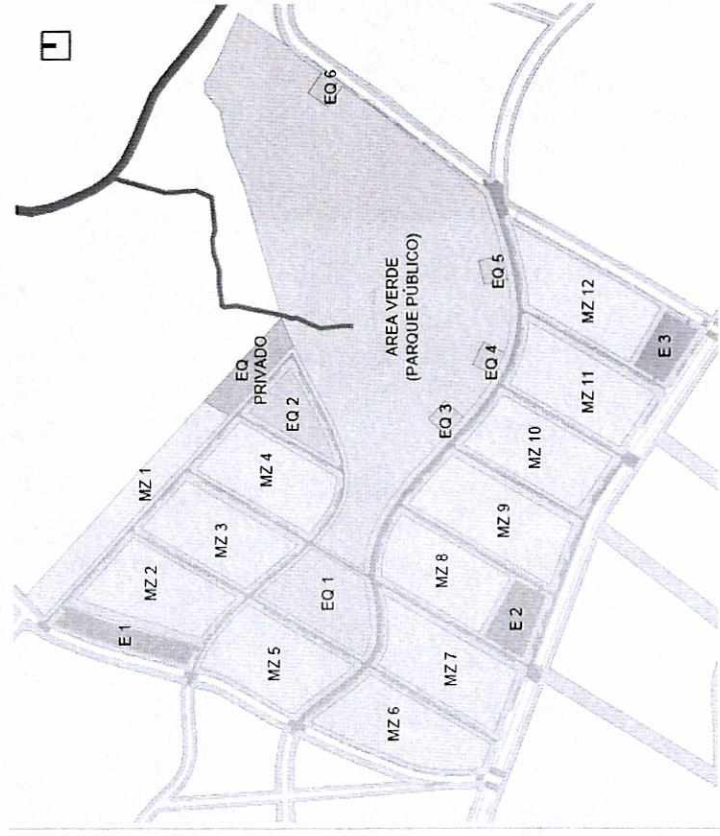 EQ 6
EQ
PRIVADO
EQ 2
AREA VERDE
(PARQUE PÚBLICO)
EQ 5
EQ 4
EQ 3
MZ 12
E 3
MZ 11
MZ 10
MZ 9
MZ 8
E 2
MZ 7
MZ 6
EQ 1
MZ 1
MZ 4
MZ 3
MZ 2
E 1
MZ 5